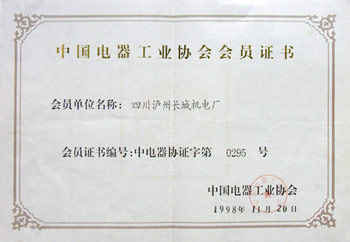 中国电器工业协会会员证书
会员单位名称：四川泸州长城机电厂
会员证书编号:中电器协证字第 0295 号
中国电器工业协会
1998年11月20日